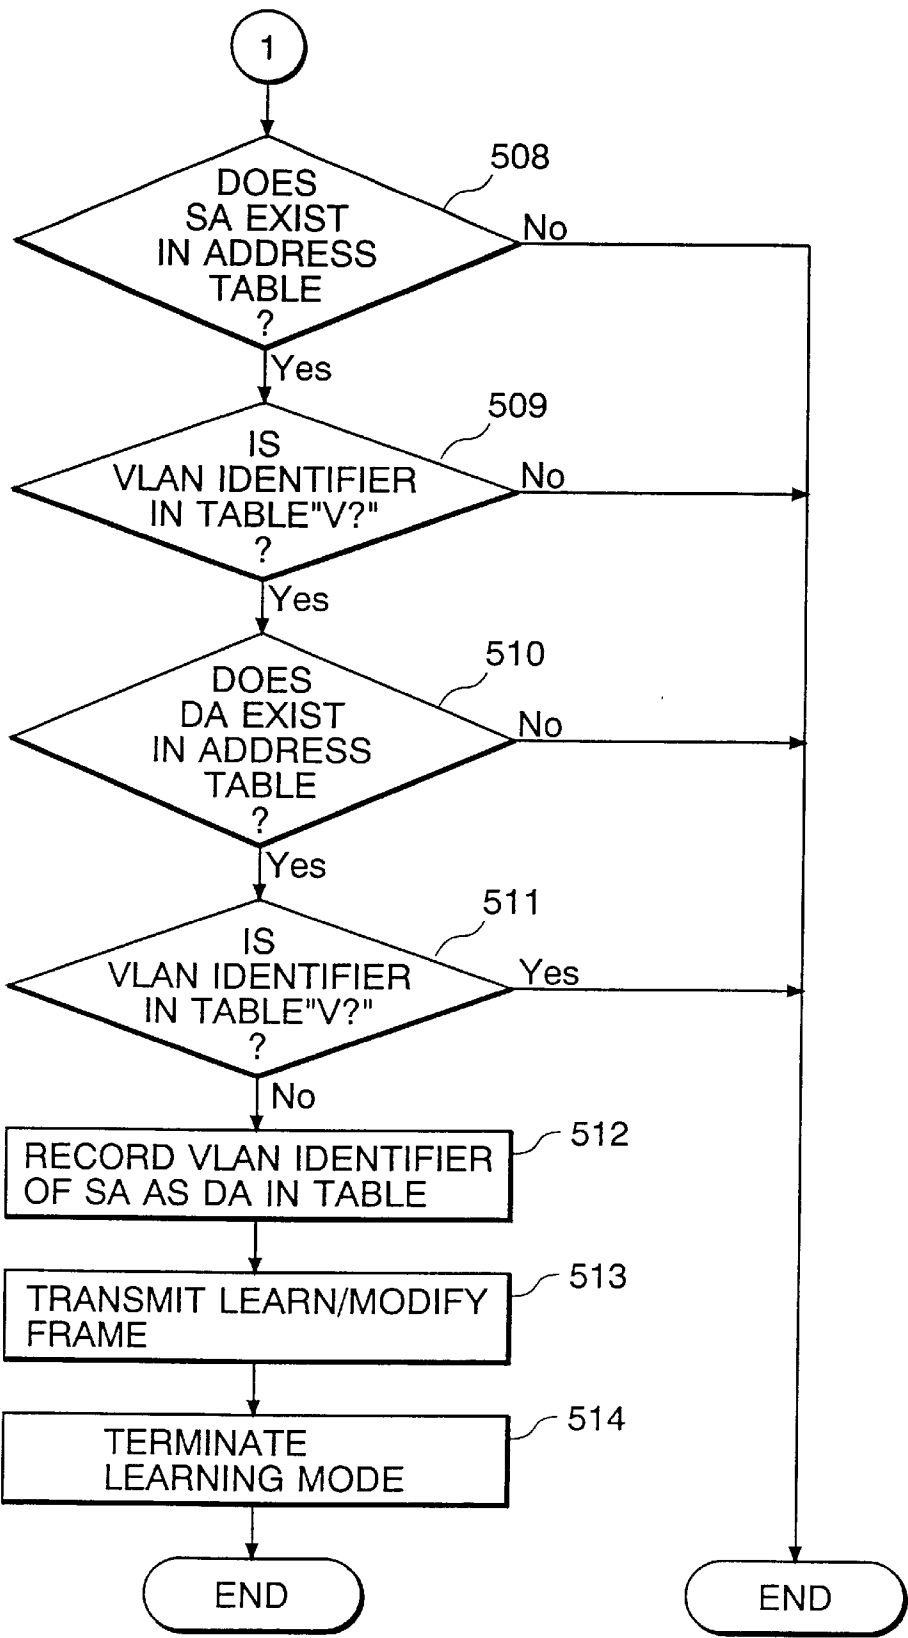 1
508
DOES
SA EXIST
IN ADDRESS
TABLE
?
No
Yes
509
IS
VLAN IDENTIFIER
IN TABLE"V?"
?
No
Yes
510
DOES
DA EXIST
IN ADDRESS
TABLE
?
No
Yes
511
IS
VLAN IDENTIFIER
IN TABLE"V?"
?
Yes
No
512
RECORD VLAN IDENTIFIER
OF SA AS DA IN TABLE
513
TRANSMIT LEARN/MODIFY
FRAME
514
TERMINATE
LEARNING MODE
END
END